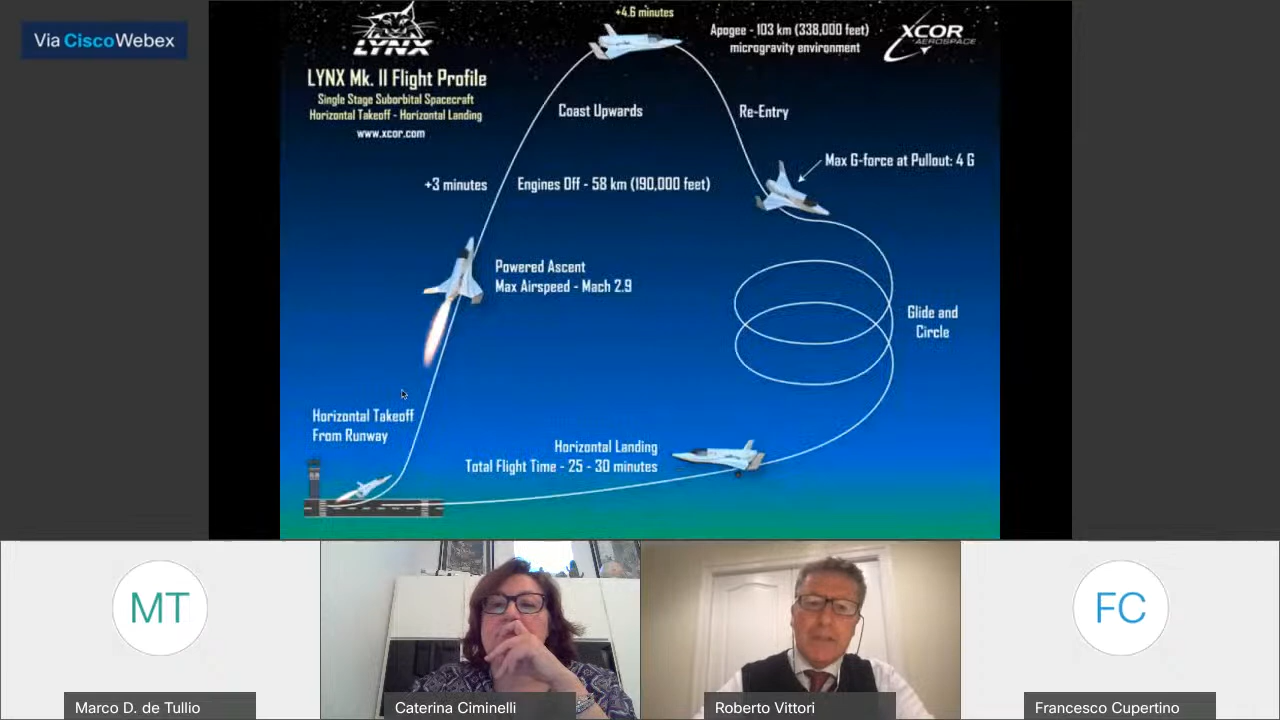 Via CiscoWebex
LYNX
+4.6 minutes
Apogee - 103 km (338,000 feet)
microgravity environment
XCOR
AEROSPACE
LYNX Mk. II Flight Profile
Single Stage Suborbital Spacecraft
Horizontal Takeoff - Horizontal Landing
www.xcor.com
Coast Upwards
Re-Entry
Max G-force at Pullout: 4 G
+3 minutes
Engines Off - 58 km (190,000 feet)
Powered Ascent
Max Airspeed - Mach 2.9
Glide and
Circle
Horizontal Takeoff
From Runway
Horizontal Landing
Total Flight Time - 25 - 30 minutes
MT
FC
Marco D. de Tullio
Caterina Ciminelli
Roberto Vittori
Francesco Cupertino